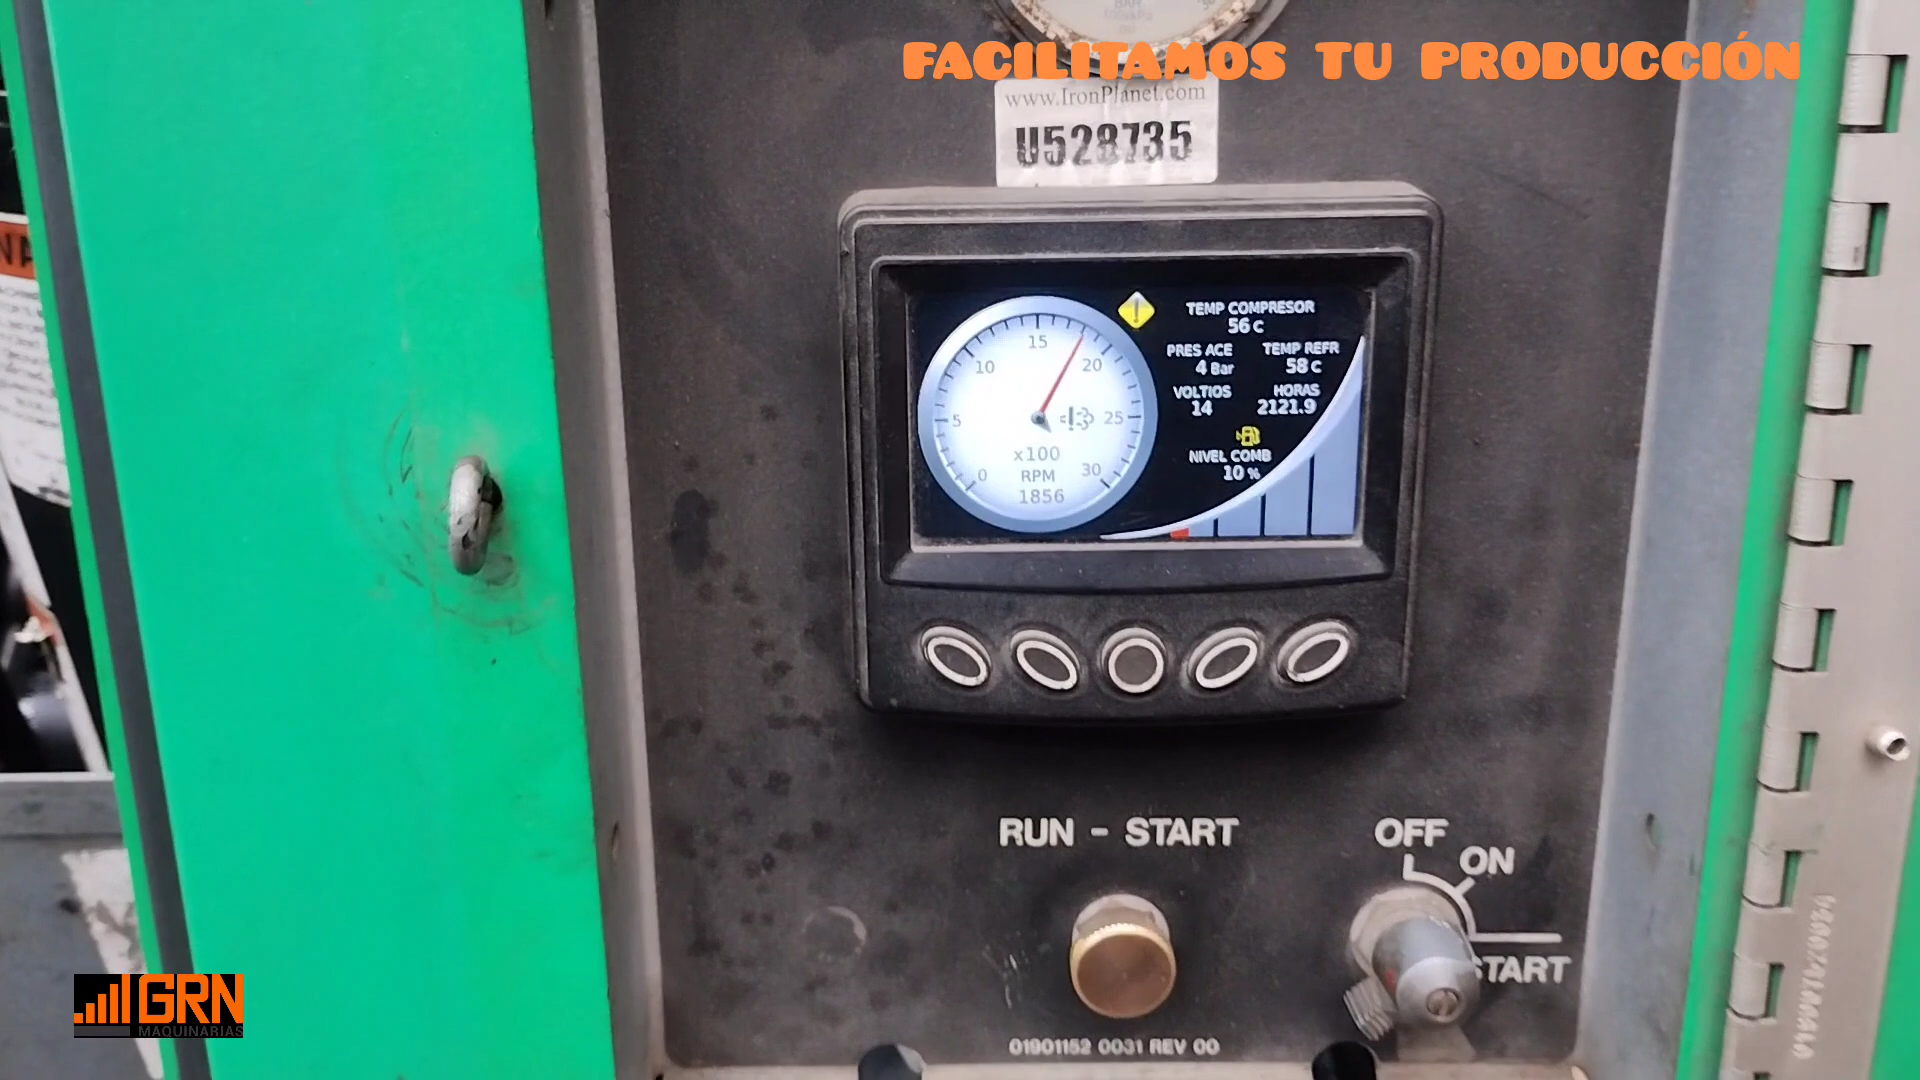 FACILITAMOS TU PRODUCCIÓN
www.IronPlanet.com
U528735
TEMP COMPRESOR
56 C
PRES ACE
4 Bar
TEMP REFR
58 C
VOLTIOS
14
HORAS
2121.9
NIVEL COMB
10 %
0
5
10
15
20
25
30
x100
RPM
1856
RUN - START
OFF
ON
START
01901152 0031 REV 00
GRN
MAQUINARIAS